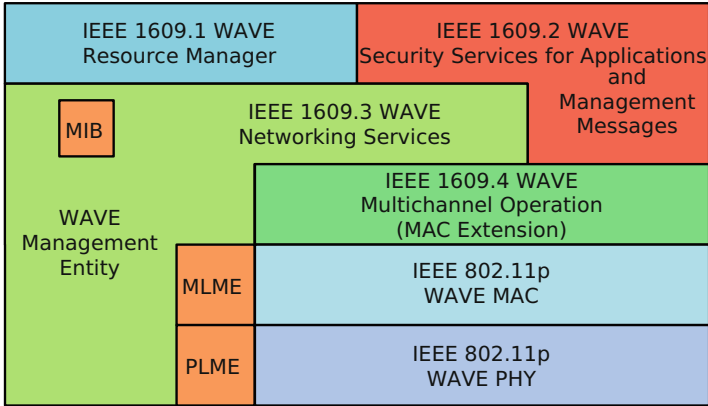 IEEE 1609.1 WAVE
Resource Manager
IEEE 1609.2 WAVE
Security Services for Applications
and
Management
Messages
IEEE 1609.3 WAVE
Networking Services
MIB
IEEE 1609.4 WAVE
Multichannel Operation
(MAC Extension)
WAVE
Management
Entity
MLME
IEEE 802.11p
WAVE MAC
PLME
IEEE 802.11p
WAVE PHY